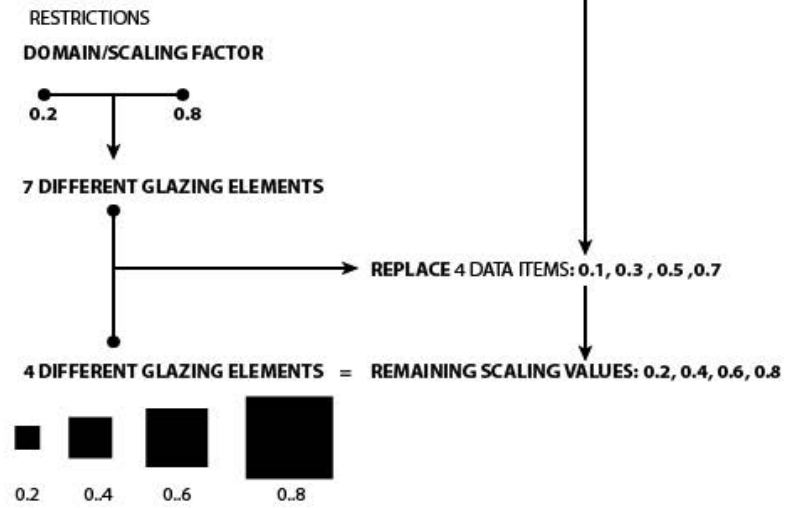 RESTRICTIONS
DOMAIN/SCALING FACTOR
0.2 0.8
7 DIFFERENT GLAZING ELEMENTS
REPLACE 4 DATA ITEMS: 0.1, 0.3 , 0.5 ,0.7
4 DIFFERENT GLAZING ELEMENTS = REMAINING SCALING VALUES: 0.2, 0.4, 0.6, 0.8
0.2 0..4 0..6 0..8